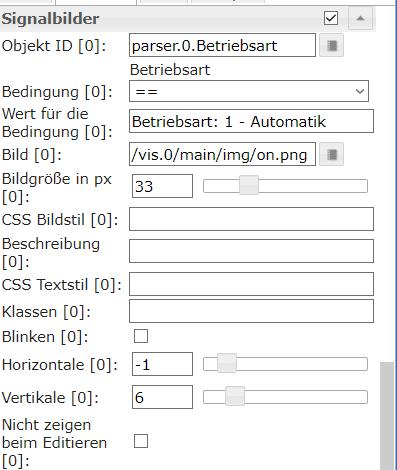 Signalbilder
Objekt ID [0]: parser.0.Betriebsart
Betriebsart
Bedingung [0]: ==
Wert für die
Bedingung [0]: Betriebsart: 1 - Automatik
Bild [0]: /vis.0/main/img/on.png
Bildgröße in px
[0]: 33
CSS Bildstil [0]:
Beschreibung
[0]:
CSS Textstil [0]:
Klassen [0]:
Blinken [0]:
Horizontale [0]: -1
Vertikale [0]: 6
Nicht zeigen
beim Editieren
[0]: